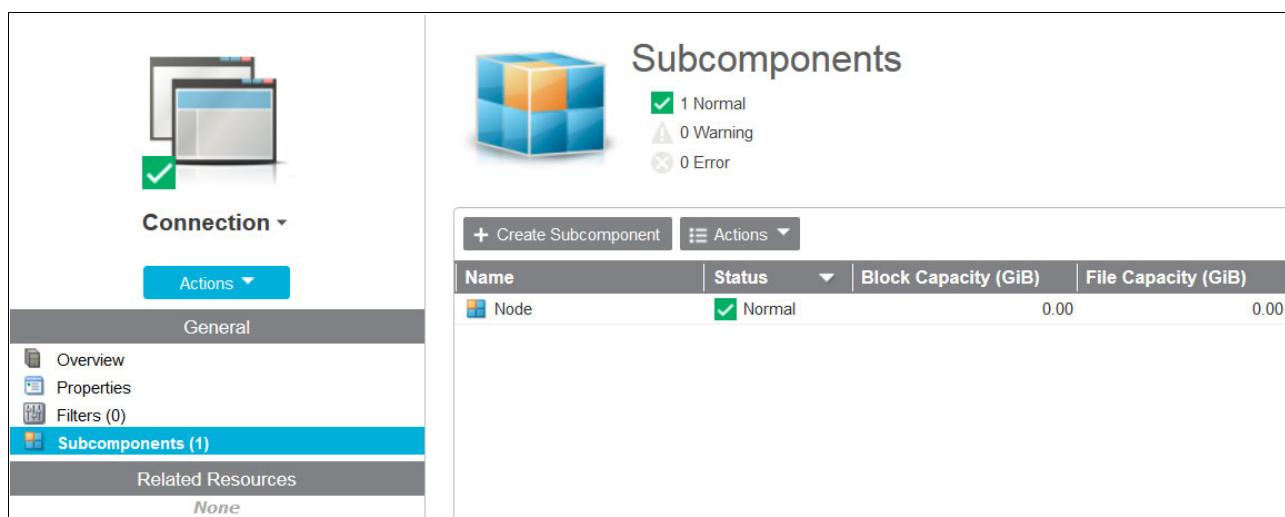 Connection
Actions
General
Overview
Properties
Filters (0)
Subcomponents (1)
Related Resources
None
Subcomponents
1 Normal
0 Warning
0 Error
Create Subcomponent Actions
Name Status Block Capacity (GiB) File Capacity (GiB)
Node Normal 0.00 0.00